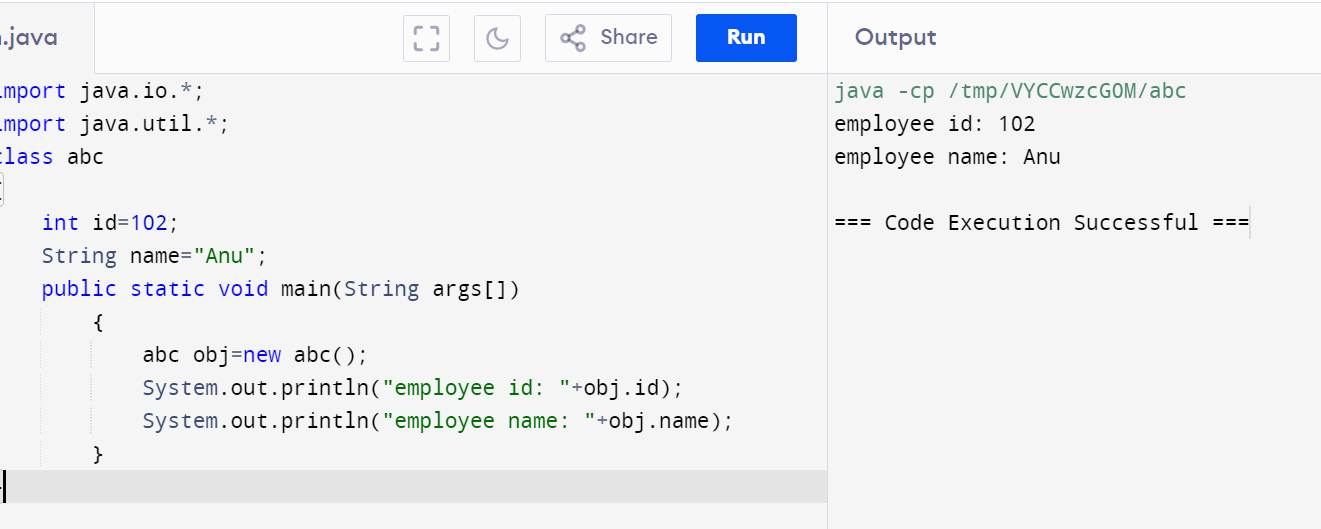 .java
Share
Run
Output
import java.io.*;
import java.util.*;
class abc
{
int id=102;
String name="Anu";
public static void main(String args[])
{
abc obj=new abc();
System.out.println("employee id: "+obj.id);
System.out.println("employee name: "+obj.name);
}
java -cp /tmp/VYCCwzcGOM/abc
employee id: 102
employee name: Anu
=== Code Execution Successful ===